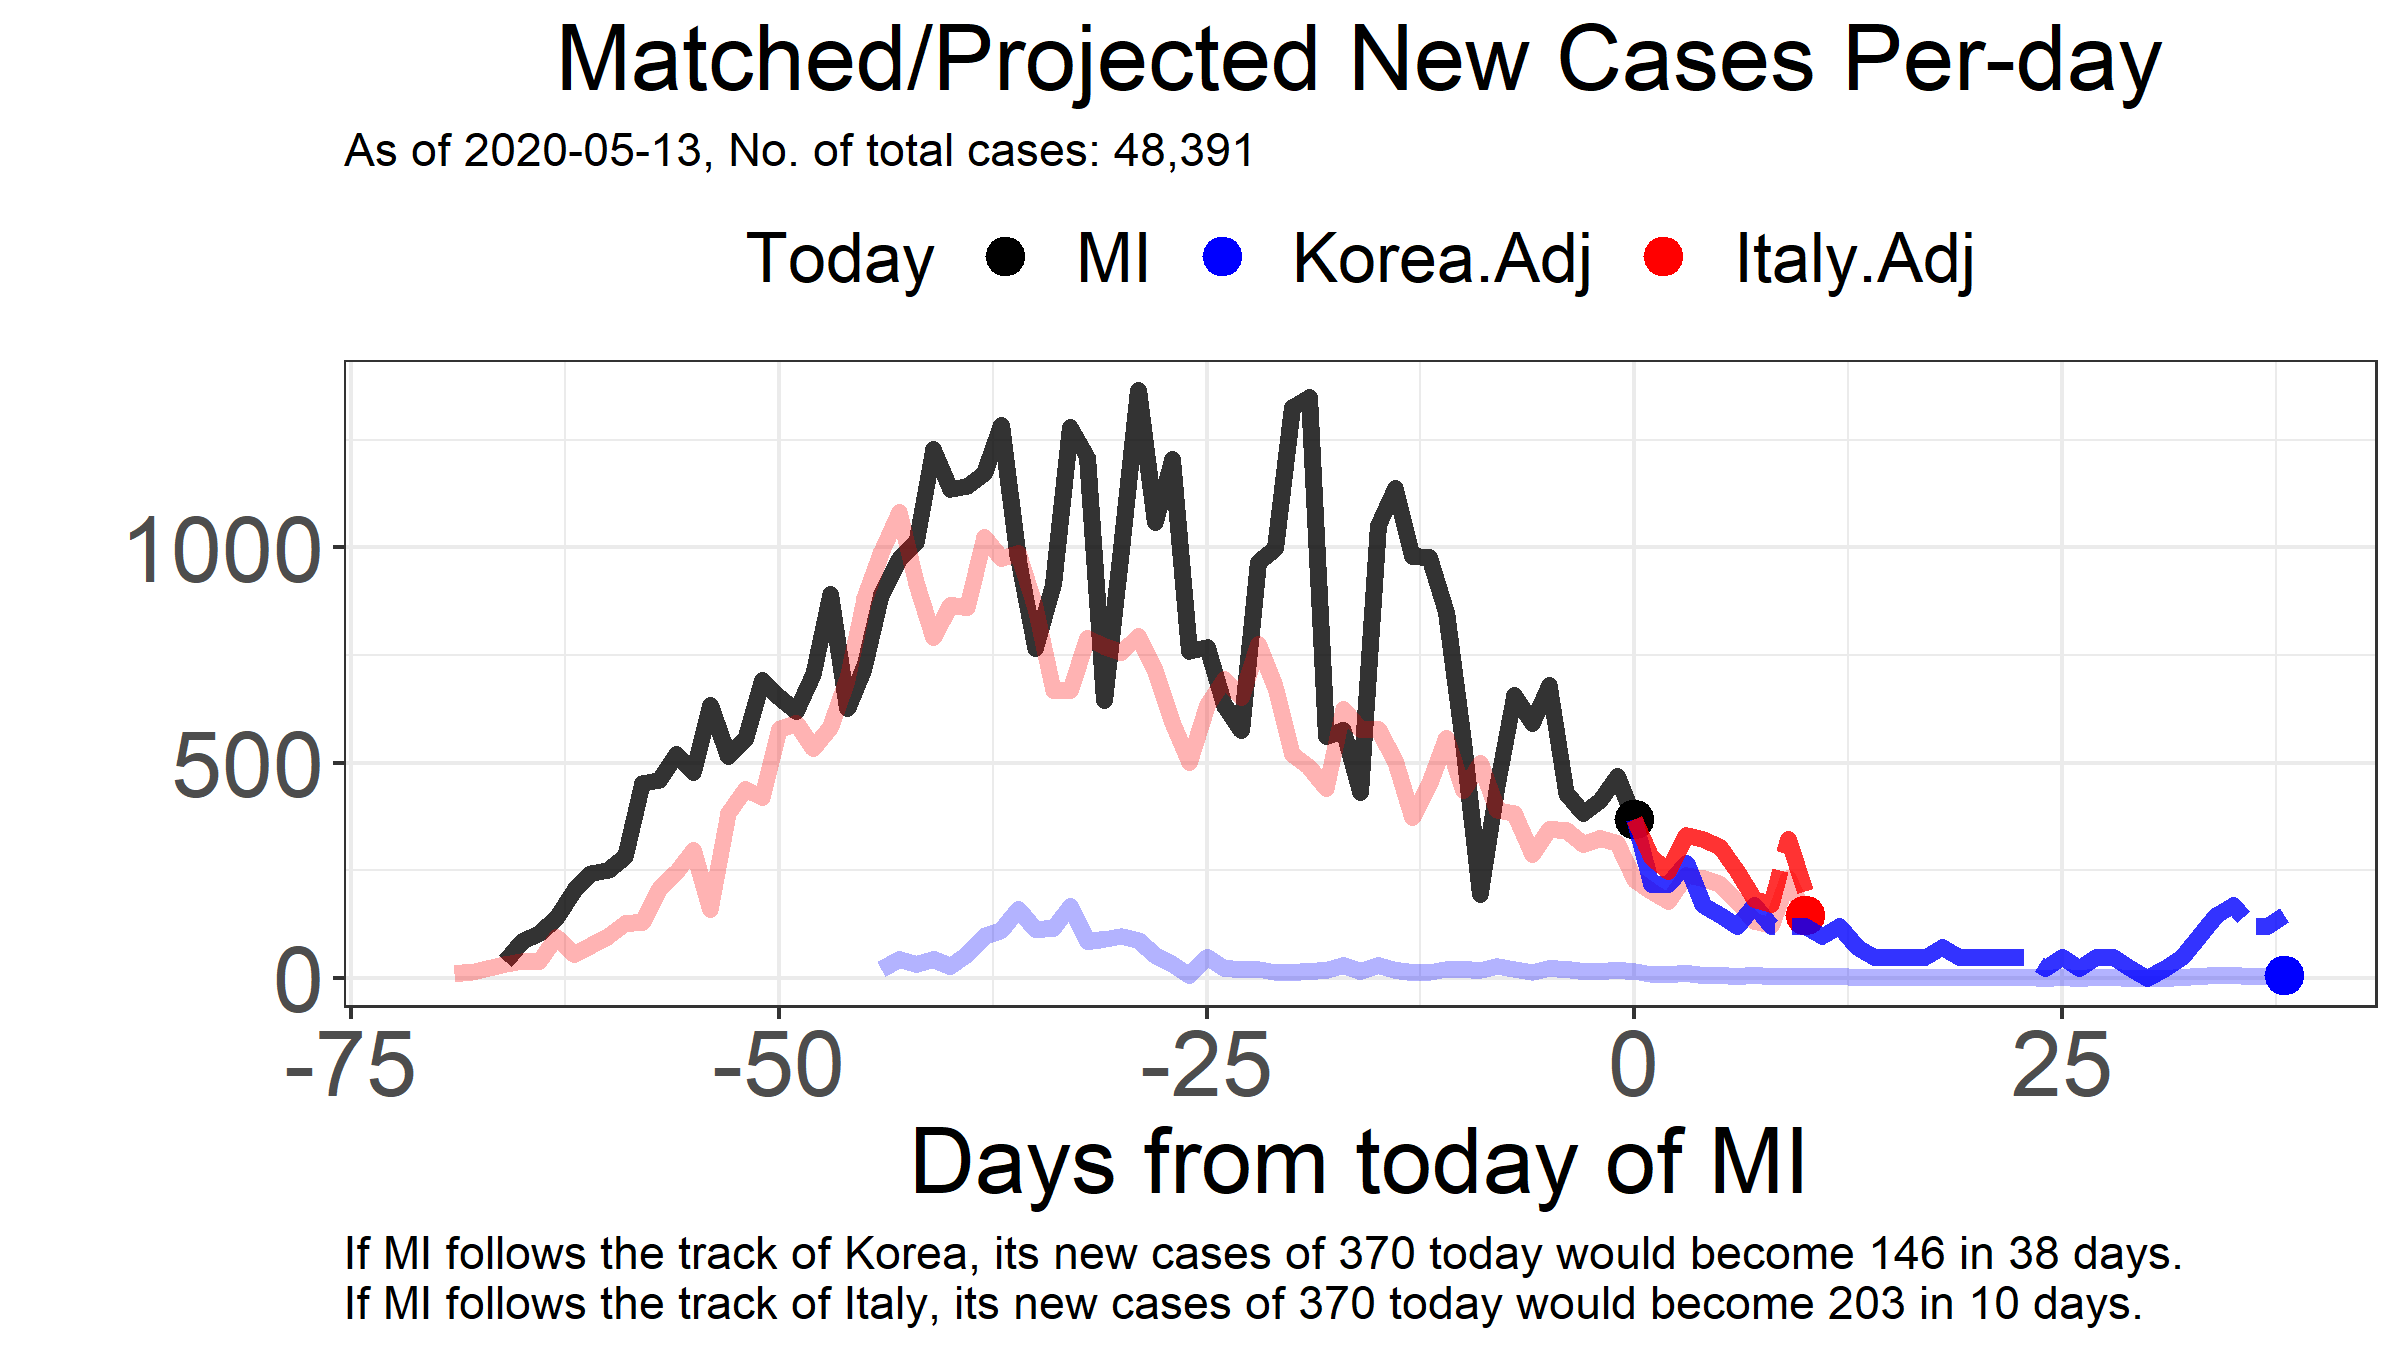 Matched/Projected New Cases Per-day
As of 2020-05-13, No. of total cases: 48,391
Today MI Korea.Adj Italy.Adj
1000
500
0
-75 -50 -25 0 25
Days from today of MI
If MI follows the track of Korea, its new cases of 370 today would become 146 in 38 days.
If MI follows the track of Italy, its new cases of 370 today would become 203 in 10 days.